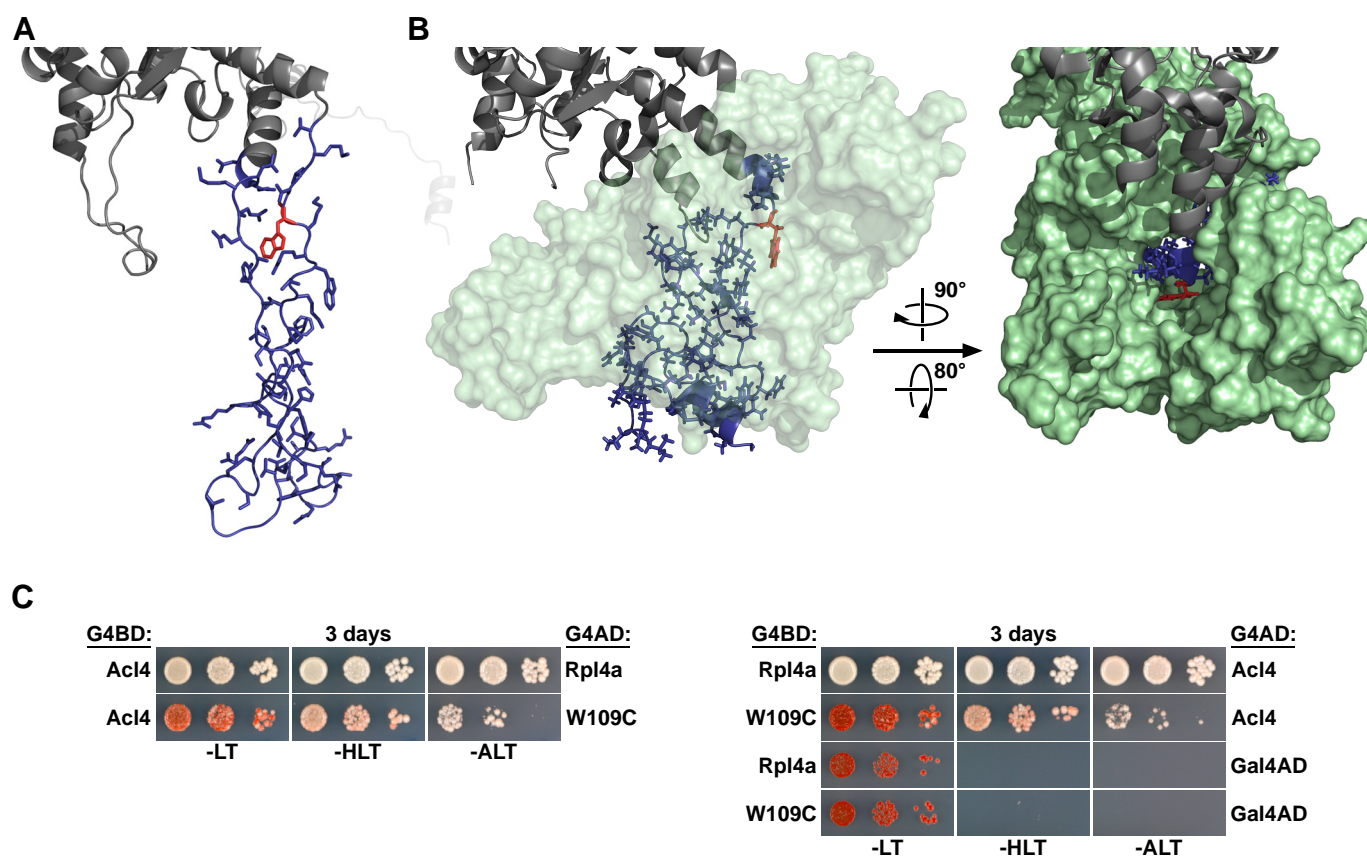 A
B
90°
80°
C
G4BD: 3 days G4AD:
Acl4 Rpl4a
Acl4 W109C
-LT -HLT -ALT
G4BD: 3 days G4AD:
Rpl4a Acl4
W109C Acl4
Rpl4a Gal4AD
W109C Gal4AD
-LT -HLT -ALT